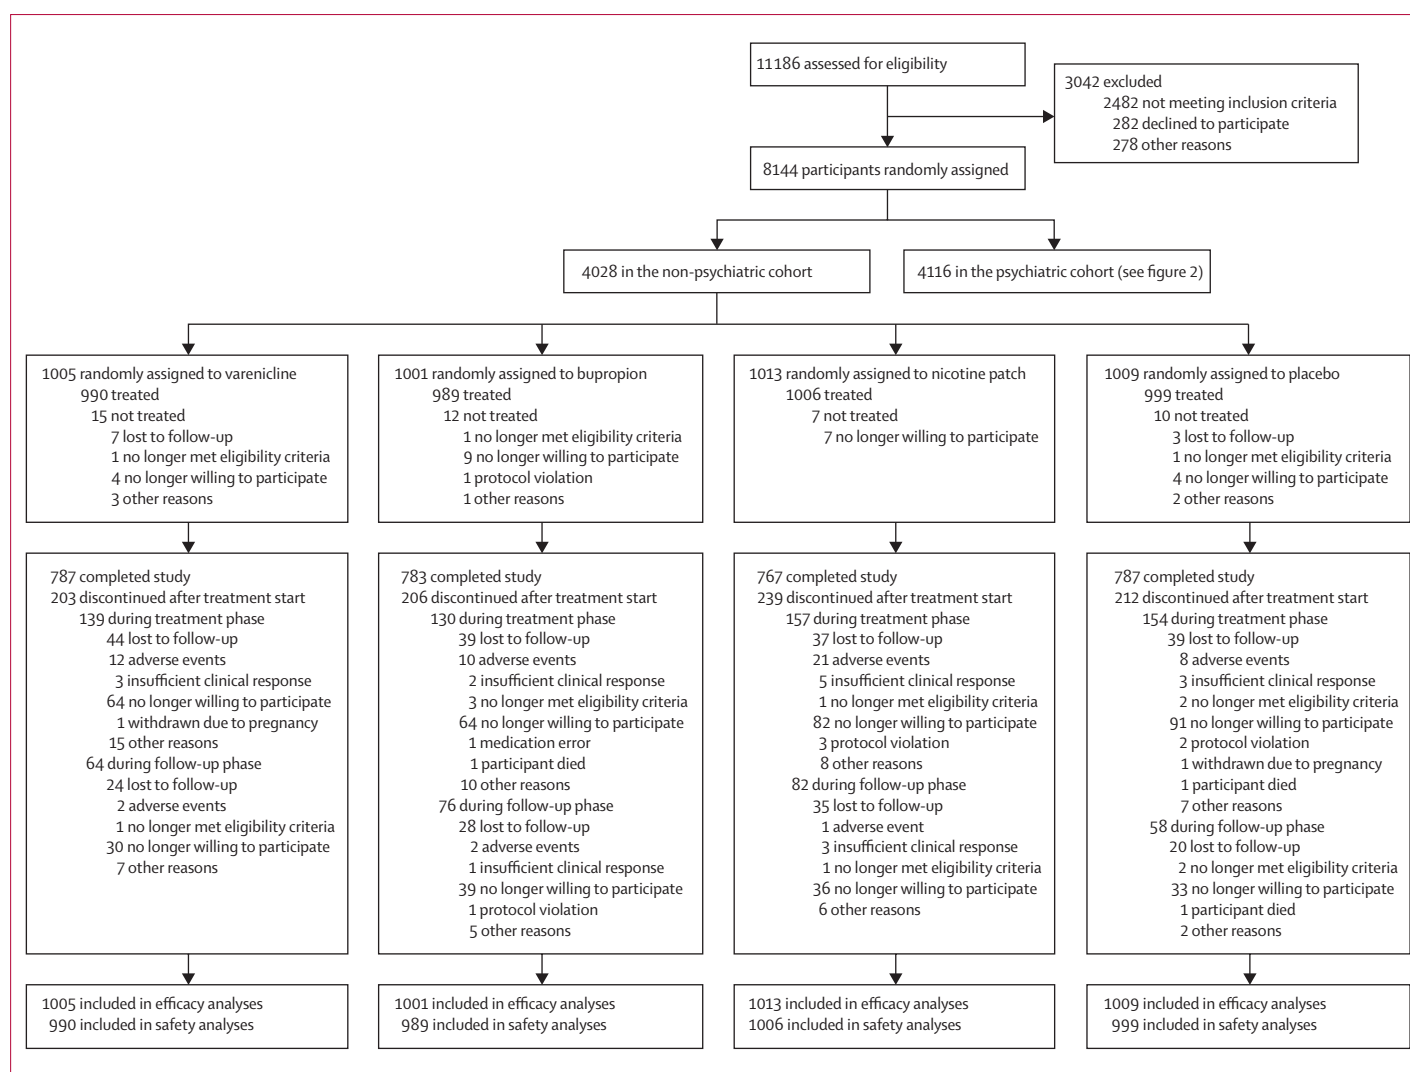 11186 assessed for eligibility
3042 excluded
2482 not meeting inclusion criteria
282 declined to participate
278 other reasons
8144 participants randomly assigned
4028 in the non-psychiatric cohort
4116 in the psychiatric cohort (see figure 2)
1005 randomly assigned to varenicline
990 treated
15 not treated
7 lost to follow-up
1 no longer met eligibility criteria
4 no longer willing to participate
3 other reasons
1001 randomly assigned to bupropion
989 treated
12 not treated
1 no longer met eligibility criteria
9 no longer willing to participate
1 protocol violation
1 other reasons
1013 randomly assigned to nicotine patch
1006 treated
7 not treated
7 no longer willing to participate
1009 randomly assigned to placebo
999 treated
10 not treated
3 lost to follow-up
1 no longer met eligibility criteria
4 no longer willing to participate
2 other reasons
787 completed study
203 discontinued after treatment start
139 during treatment phase
44 lost to follow-up
12 adverse events
3 insufficient clinical response
64 no longer willing to participate
1 withdrawn due to pregnancy
15 other reasons
64 during follow-up phase
24 lost to follow-up
2 adverse events
1 no longer met eligibility criteria
30 no longer willing to participate
7 other reasons
783 completed study
206 discontinued after treatment start
130 during treatment phase
39 lost to follow-up
10 adverse events
2 insufficient clinical response
3 no longer met eligibility criteria
64 no longer willing to participate
1 medication error
1 participant died
10 other reasons
76 during follow-up phase
28 lost to follow-up
2 adverse events
1 insufficient clinical response
39 no longer willing to participate
1 protocol violation
5 other reasons
767 completed study
239 discontinued after treatment start
157 during treatment phase
37 lost to follow-up
21 adverse events
5 insufficient clinical response
1 no longer met eligibility criteria
82 no longer willing to participate
3 protocol violation
8 other reasons
82 during follow-up phase
35 lost to follow-up
1 adverse event
3 insufficient clinical response
1 no longer met eligibility criteria
36 no longer willing to participate
6 other reasons
787 completed study
212 discontinued after treatment start
154 during treatment phase
39 lost to follow-up
8 adverse events
3 insufficient clinical response
2 no longer met eligibility criteria
91 no longer willing to participate
2 protocol violation
1 withdrawn due to pregnancy
1 participant died
7 other reasons
58 during follow-up phase
20 lost to follow-up
2 no longer met eligibility criteria
33 no longer willing to participate
1 participant died
2 other reasons
1005 included in efficacy analyses
990 included in safety analyses
1001 included in efficacy analyses
989 included in safety analyses
1013 included in efficacy analyses
1006 included in safety analyses
1009 included in efficacy analyses
999 included in safety analyses